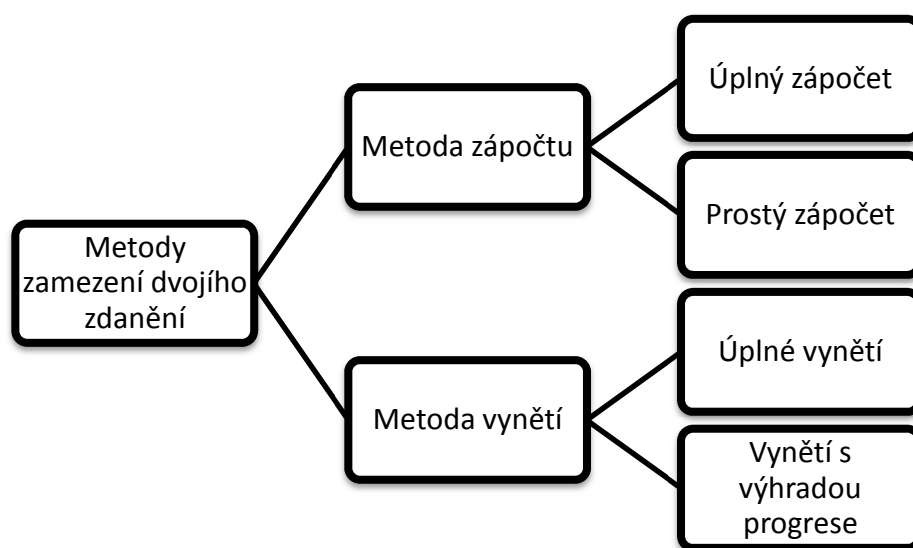 Úplný zápočet
Metoda zápočtu
Prostý zápočet
Metody
zamezení dvojího
zdanění
Úplné vynětí
Metoda vynětí
Vynětí s
výhradou
progrese